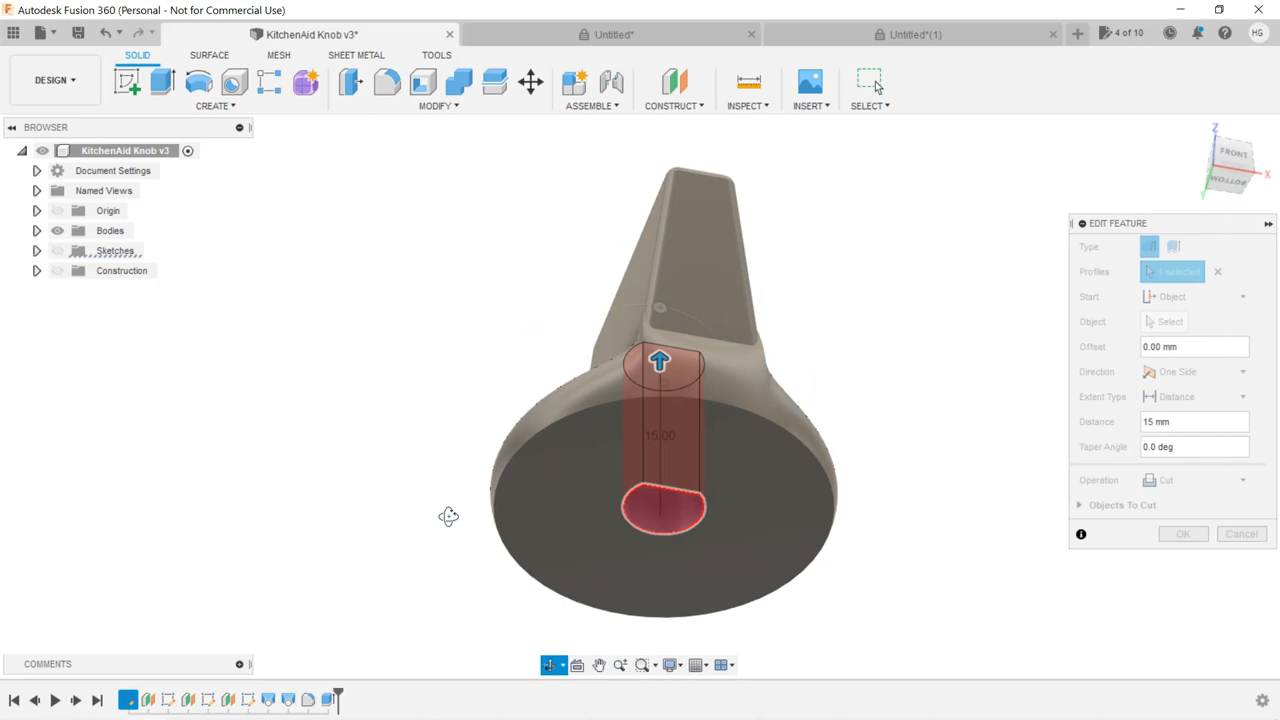 Autodesk Fusion 360 (Personal - Not for Commercial Use)
KitchenAid Knob v3*
Untitled*
Untitled*(1)
4 of 10
HG
DESIGN
SOLID
SURFACE
MESH
SHEET METAL
TOOLS
CREATE
MODIFY
ASSEMBLE
CONSTRUCT
INSPECT
INSERT
SELECT
BROWSER
KitchenAid Knob v3
Document Settings
Named Views
Origin
Bodies
Sketches
Construction
Z
FRONT
BOTTOM
X
Y
EDIT FEATURE
Type
Profiles
1 selected
Start
Object
Object
Select
Offset
0.00 mm
Direction
One Side
Extent Type
Distance
Distance
15 mm
Taper Angle
0.0 deg
Operation
Cut
Objects To Cut
OK
Cancel
15.00
COMMENTS